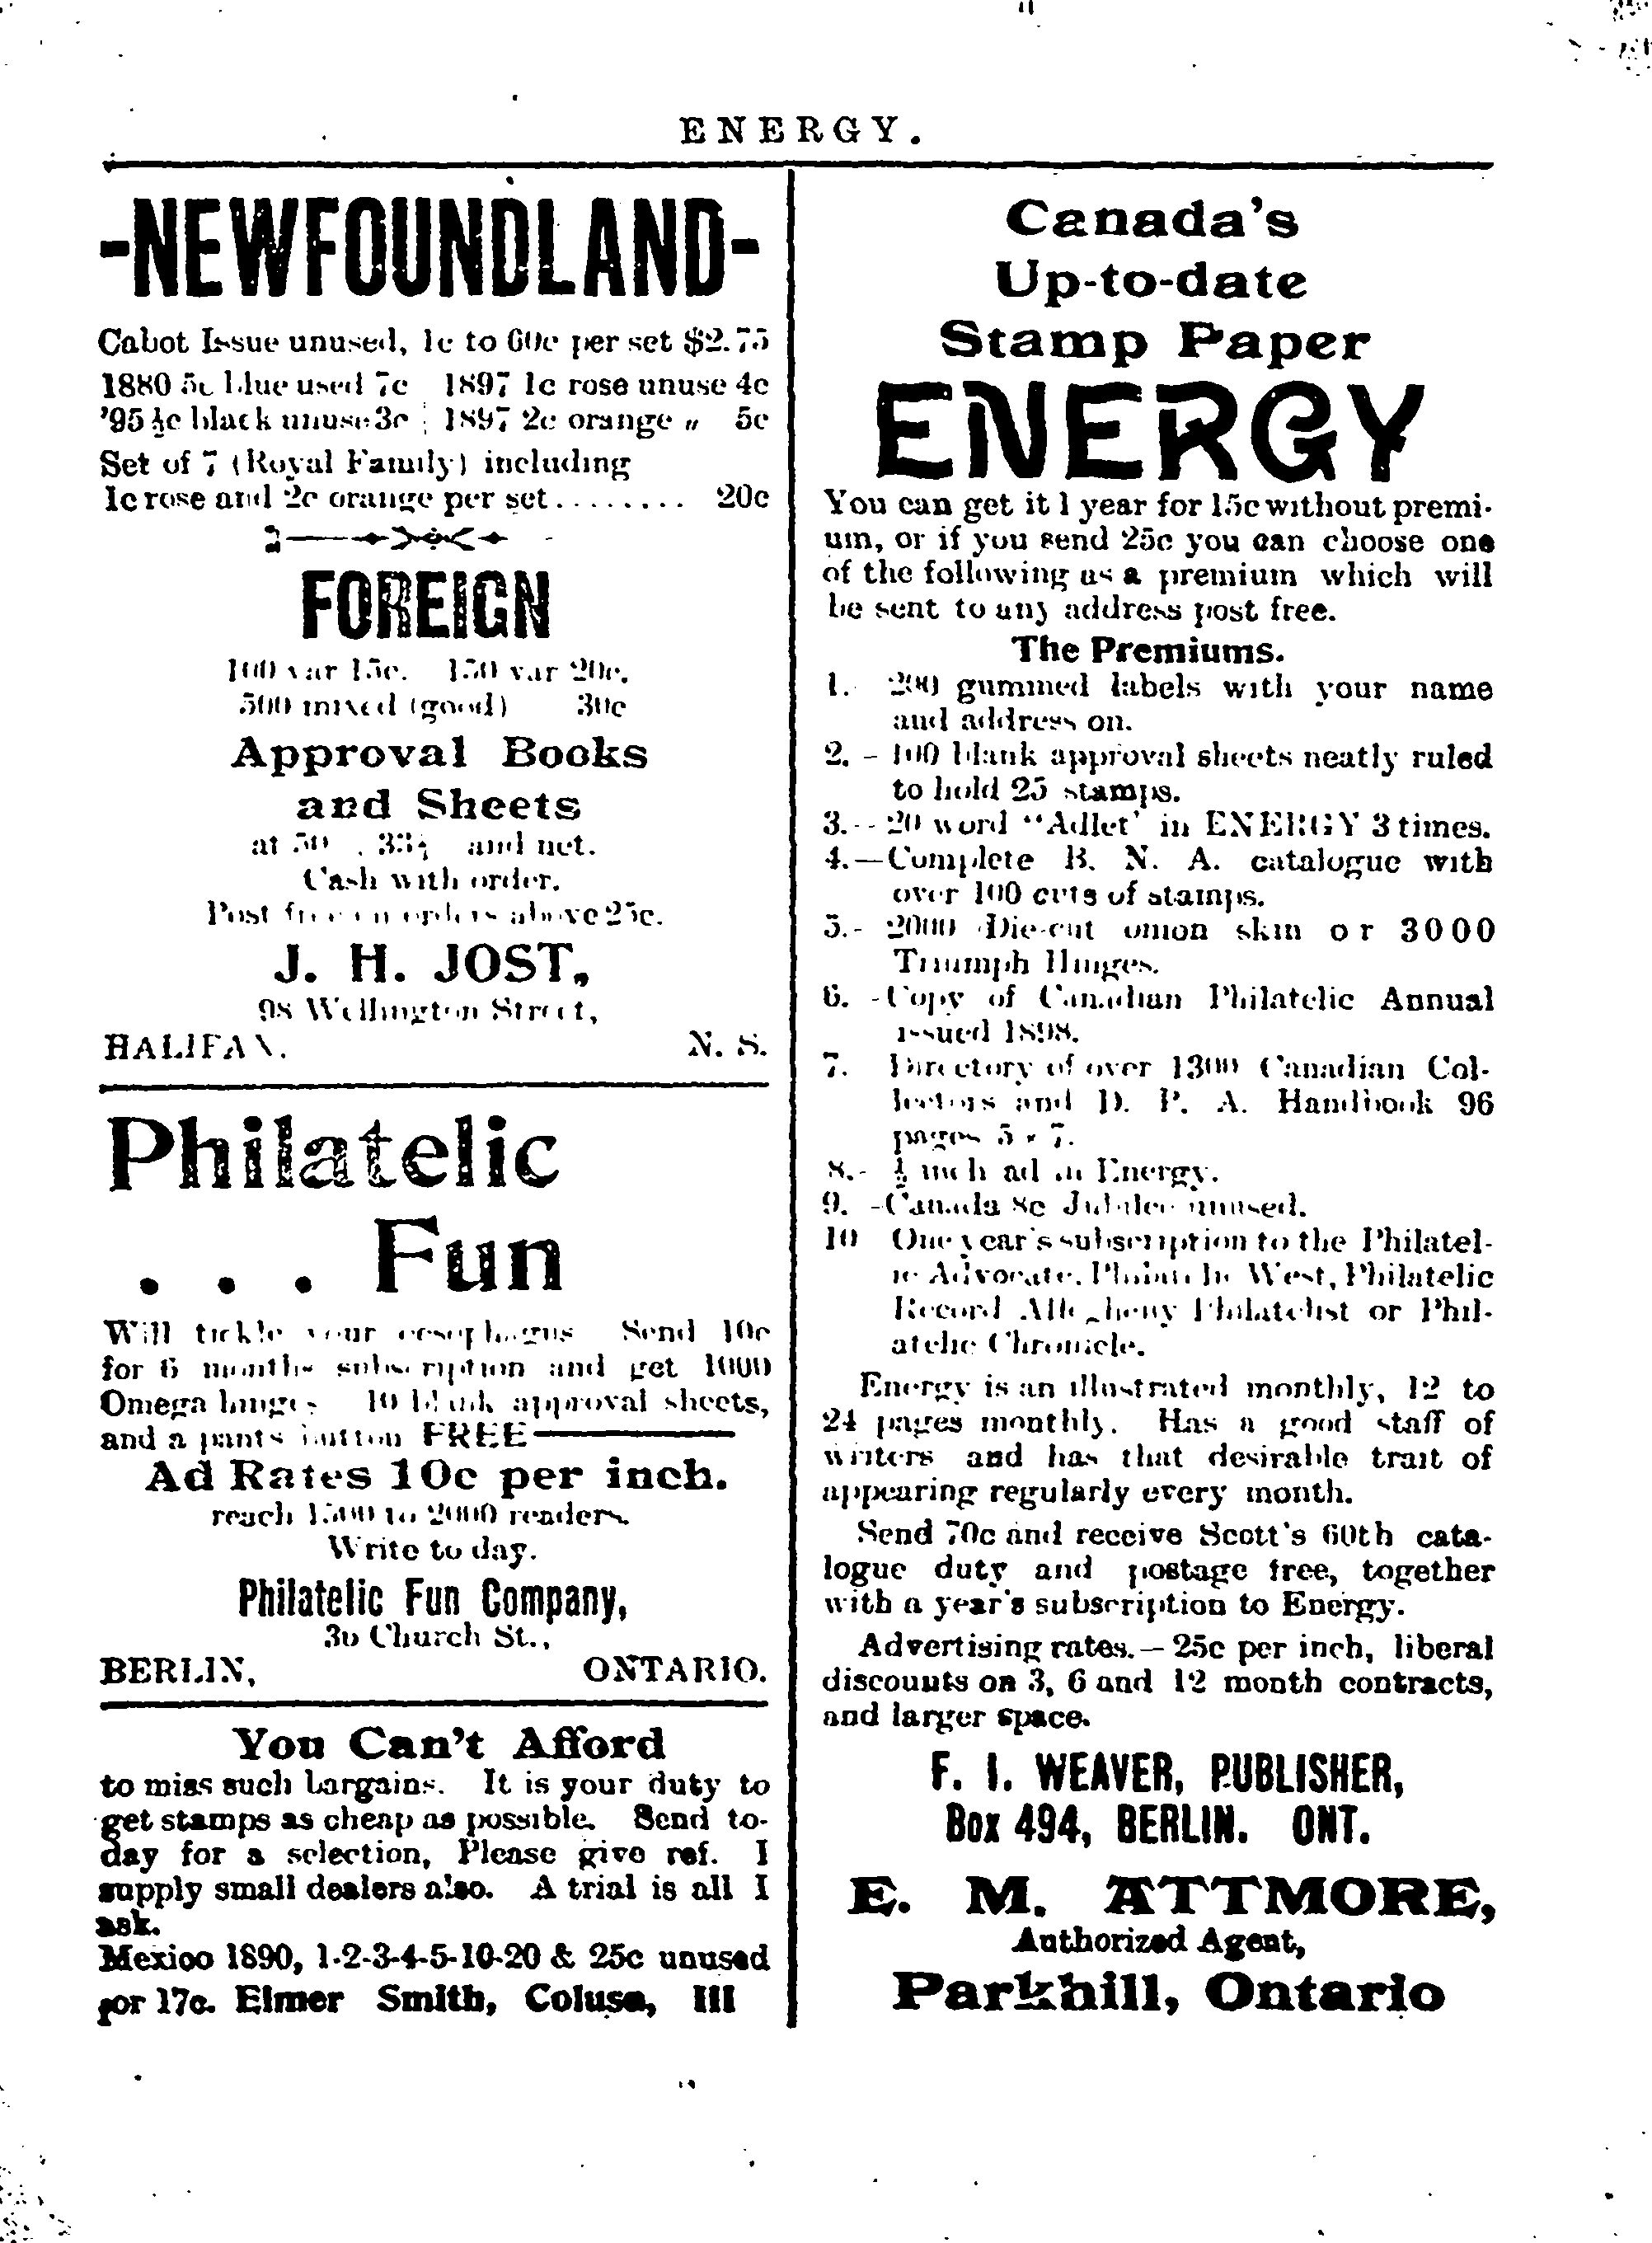 ENERGY.
-NEWFOUNDLAND-
Cabot Issue unused, 1c to 60c per set $2.75
1880 5c blue used 7c 1897 1c rose unuse 4c
'95 ½c black unuse 3c 1897 2c orange " 5c
Set of 7 (Royal Family) including
1c rose and 2c orange per set........ 20c
FOREIGN
100 var 15c. 150 var 20c.
500 mixed (good) 30c
Approval Books
and Sheets
at 50 , 33⅓ and net.
Cash with order.
Post free on orders above 25c.
J. H. JOST,
98 Wellington Street,
HALIFAX. N. S.
Philatelic
. . . Fun
Will tickle your oesophagus Send 10c
for 6 months subscription and get 1000
Omega hinges 10 blank approval sheets,
and a pants button FREE
Ad Rates 10c per inch.
reach 1500 to 2000 readers.
Write to day.
Philatelic Fun Company,
Church St.,
BERLIN, ONTARIO.
You Can't Afford
to miss such bargains. It is your duty to
get stamps as cheap as possible. Send to-
day for a selection, Please give ref. I
supply small dealers also. A trial is all I
ask.
Mexico 1890, 1-2-3-4-5-10-20 & 25c unused
for 17c. Elmer Smith, Colusa, Ill
Canada's
Up-to-date
Stamp Paper
ENERGY
You can get it 1 year for 15c without premi-
um, or if you send 25c you can choose one
of the following as a premium which will
be sent to any address post free.
The Premiums.
1. 200 gummed labels with your name
and address on.
2. - 100 blank approval sheets neatly ruled
to hold 25 stamps.
3.-- 20 word "Adlet' in ENERGY 3 times.
4.—Complete B. N. A. catalogue with
over 100 cuts of stamps.
5.- 2000 Die-cut onion skin or 3000
Triumph Hinges.
6. -Copy of Canadian Philatelic Annual
issued 1898.
7. Directory of over 1300 Canadian Col-
lectors and D. P. A. Handbook 96
pages 5 x 7.
8.- ½ inch ad in Energy.
9. -Canada 8c Jubilee unused.
10 One year's subscription to the Philatel-
ic Advocate, Philatelic West, Philatelic
Record Allegheny Philatelist or Phil-
atelic Chronicle.
Energy is an illustrated monthly, 12 to
24 pages monthly. Has a good staff of
writers and has that desirable trait of
appearing regularly every month.
Send 70c and receive Scott's 60th cata-
logue duty and postage free, together
with a year's subscription to Energy.
Advertising rates.— 25c per inch, liberal
discounts on 3, 6 and 12 month contracts,
and larger space.
F. I. WEAVER, PUBLISHER,
Box 494, BERLIN. ONT.
E. M. ATTMORE,
Authorized Agent,
Parkhill, Ontario